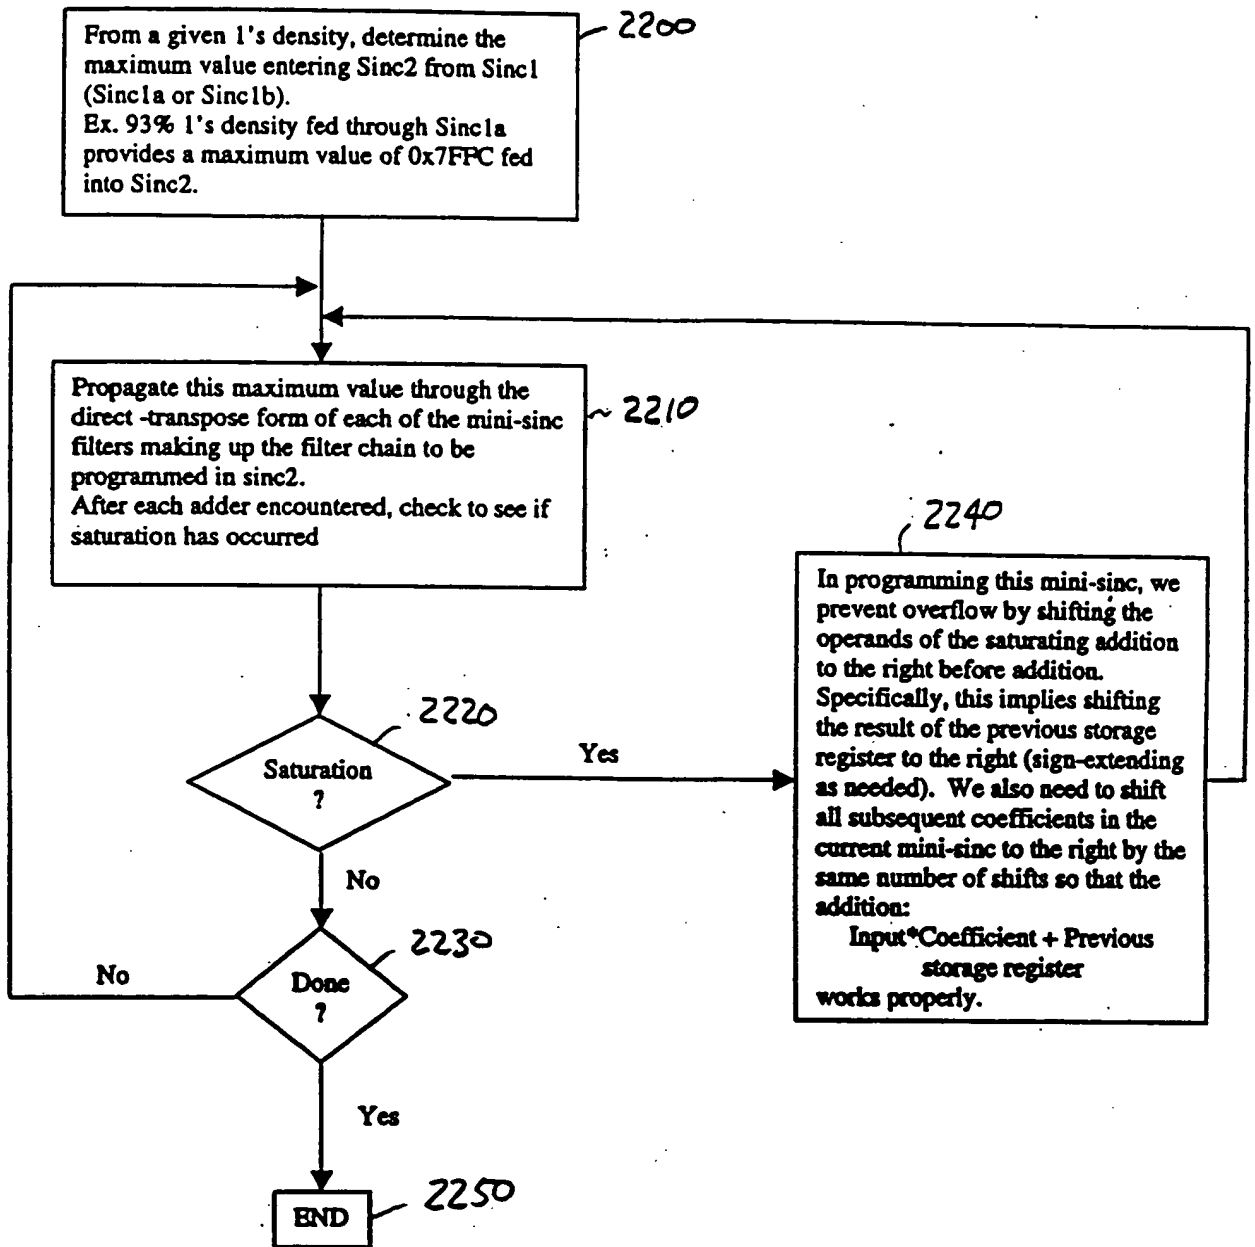 From a given 1's density, determine the
maximum value entering Sinc2 from Sinc1
(Sinc1a or Sinc1b).
Ex. 93% 1's density fed through Sinc1a
provides a maximum value of 0x7FPC fed
into Sinc2.
2200
Propagate this maximum value through the
direct -transpose form of each of the mini-sinc
filters making up the filter chain to be
programmed in sinc2.
After each adder encountered, check to see if
saturation has occurred
2210
2220
Saturation
?
Yes
No
2230
Done
?
No
Yes
END
2250
2240
In programming this mini-sinc, we
prevent overflow by shifting the
operands of the saturating addition
to the right before addition.
Specifically, this implies shifting
the result of the previous storage
register to the right (sign-extending
as needed). We also need to shift
all subsequent coefficients in the
current mini-sinc to the right by the
same number of shifts so that the
addition:
Input*Coefficient + Previous
storage register
works properly.